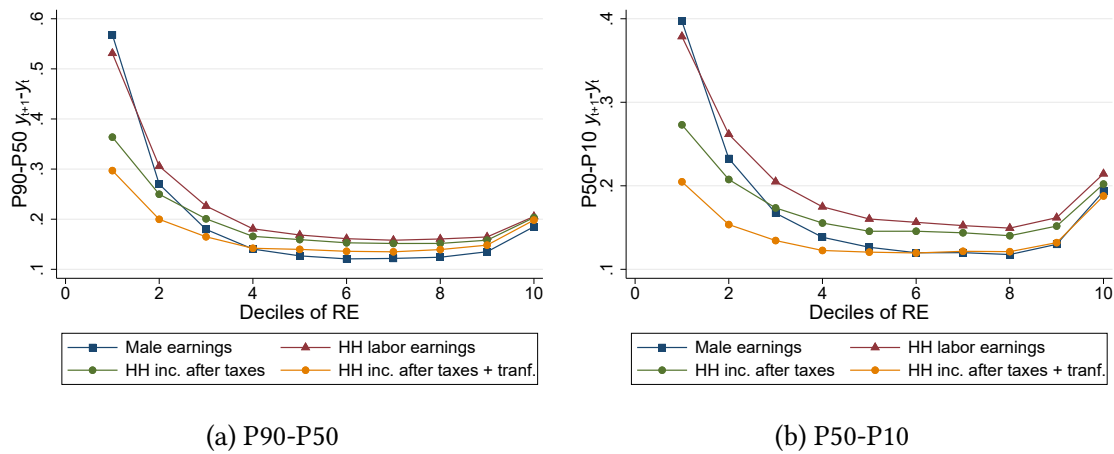 .6
.5
.4
.3
.2
.1
P90-P50 yt+1-yt
0 2 4 6 8 10
Deciles of RE
Male earnings HH labor earnings
HH inc. after taxes HH inc. after taxes + tranf.
(a) P90-P50
.4
.3
.2
.1
P50-P10 yt+1-yt
0 2 4 6 8 10
Deciles of RE
Male earnings HH labor earnings
HH inc. after taxes HH inc. after taxes + tranf.
(b) P50-P10